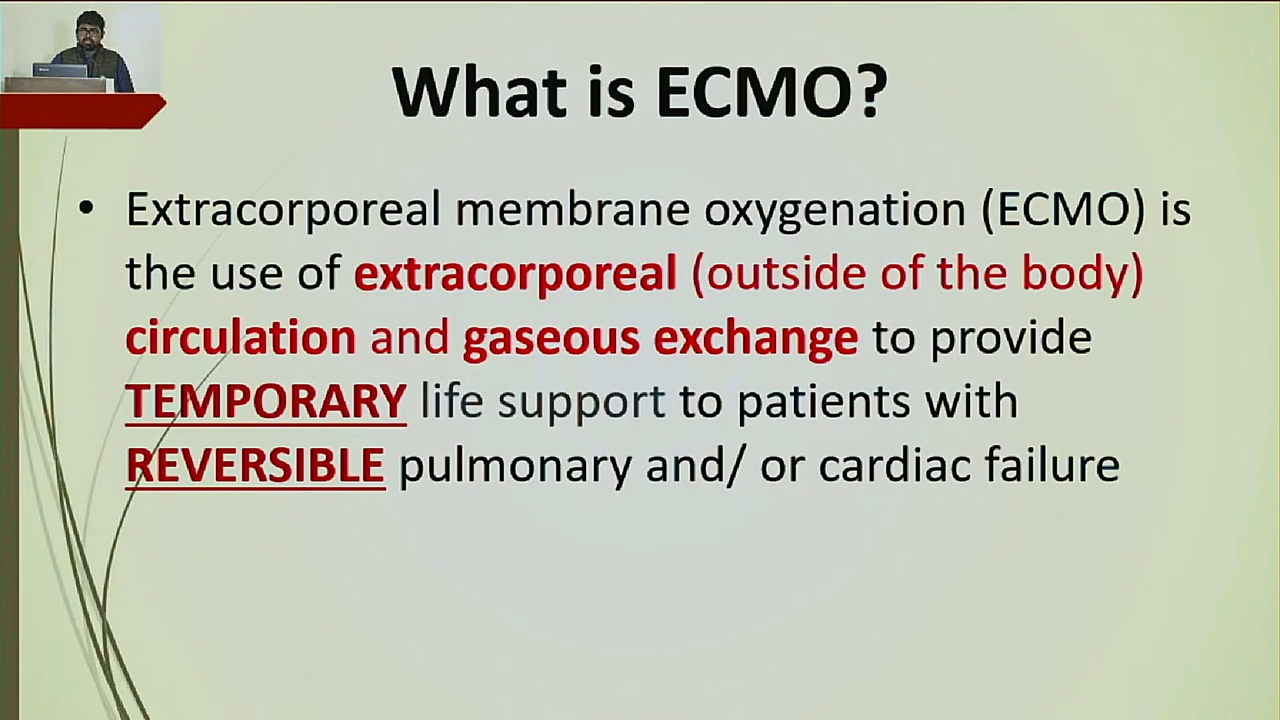 What is ECMO?
• Extracorporeal membrane oxygenation (ECMO) is
the use of extracorporeal (outside of the body)
circulation and gaseous exchange to provide
TEMPORARY life support to patients with
REVERSIBLE pulmonary and/ or cardiac failure